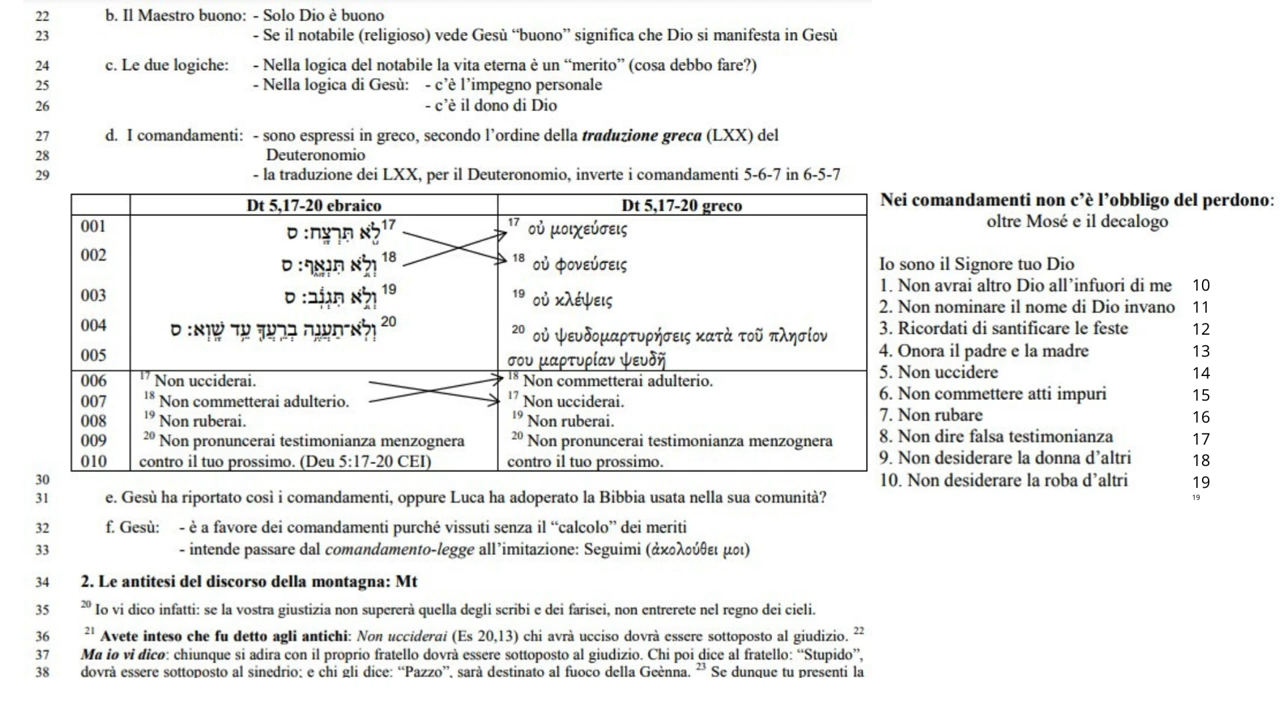 22 b. Il Maestro buono: - Solo Dio è buono
23 - Se il notabile (religioso) vede Gesù “buono” significa che Dio si manifesta in Gesù
24 c. Le due logiche: - Nella logica del notabile la vita eterna è un “merito” (cosa debbo fare?)
25 - Nella logica di Gesù: - c’è l’impegno personale
26 - c’è il dono di Dio
27 d. I comandamenti: - sono espressi in greco, secondo l’ordine della traduzione greca (LXX) del
28 Deuteronomio
29 - la traduzione dei LXX, per il Deuteronomio, inverte i comandamenti 5-6-7 in 6-5-7
Dt 5,17-20 ebraico Dt 5,17-20 greco
001 17 לֹ֥א תִּרְצָ֖ח׃ ס 17 οὐ μοιχεύσεις
002 18 וְלֹ֣א תִּנְאָ֑ף׃ ס 18 οὐ φονεύσεις
003 19 וְלֹ֣א תִּגְנֹ֔ב׃ ס 19 οὐ κλέψεις
004 20 וְלֹֽא־תַעֲנֶ֥ה בְרֵֽעֲךָ֖ עֵ֥ד שָֽׁוְא׃ ס 20 οὐ ψευδομαρτυρήσεις κατὰ τοῦ πλησίον
005 σου μαρτυρίαν ψευδῆ
006 17 Non ucciderai. 18 Non commetterai adulterio.
007 18 Non commetterai adulterio. 17 Non ucciderai.
008 19 Non ruberai. 19 Non ruberai.
009 20 Non pronuncerai testimonianza menzognera 20 Non pronuncerai testimonianza menzognera
010 contro il tuo prossimo. (Deu 5:17-20 CEI) contro il tuo prossimo.
30
31 e. Gesù ha riportato così i comandamenti, oppure Luca ha adoperato la Bibbia usata nella sua comunità?
32 f. Gesù: - è a favore dei comandamenti purché vissuti senza il “calcolo” dei meriti
33 - intende passare dal comandamento-legge all’imitazione: Seguimi (ἀκολούθει μοι)
34 2. Le antitesi del discorso della montagna: Mt
35 20 Io vi dico infatti: se la vostra giustizia non supererà quella degli scribi e dei farisei, non entrerete nel regno dei cieli.
36 21 Avete inteso che fu detto agli antichi: Non ucciderai (Es 20,13) chi avrà ucciso dovrà essere sottoposto al giudizio. 22
37 Ma io vi dico: chiunque si adira con il proprio fratello dovrà essere sottoposto al giudizio. Chi poi dice al fratello: “Stupido”,
38 dovrà essere sottoposto al sinedrio; e chi gli dice: “Pazzo”, sarà destinato al fuoco della Geènna. 23 Se dunque tu presenti la
Nei comandamenti non c’è l’obbligo del perdono:
oltre Mosé e il decalogo
Io sono il Signore tuo Dio
1. Non avrai altro Dio all’infuori di me 10
2. Non nominare il nome di Dio invano 11
3. Ricordati di santificare le feste 12
4. Onora il padre e la madre 13
5. Non uccidere 14
6. Non commettere atti impuri 15
7. Non rubare 16
8. Non dire falsa testimonianza 17
9. Non desiderare la donna d’altri 18
10. Non desiderare la roba d’altri 19
19